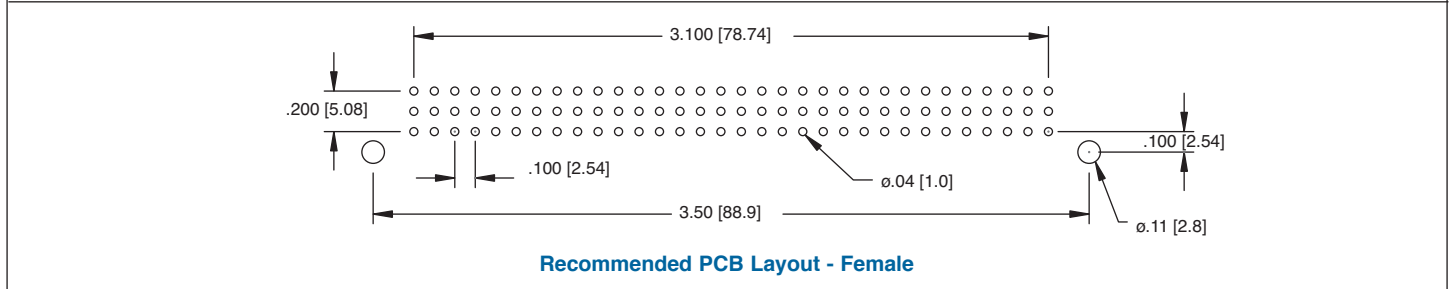 3.100 [78.74]
.200 [5.08]
.100 [2.54]
.100 [2.54]
ø.04 [1.0]
3.50 [88.9]
ø.11 [2.8]
Recommended PCB Layout - Female